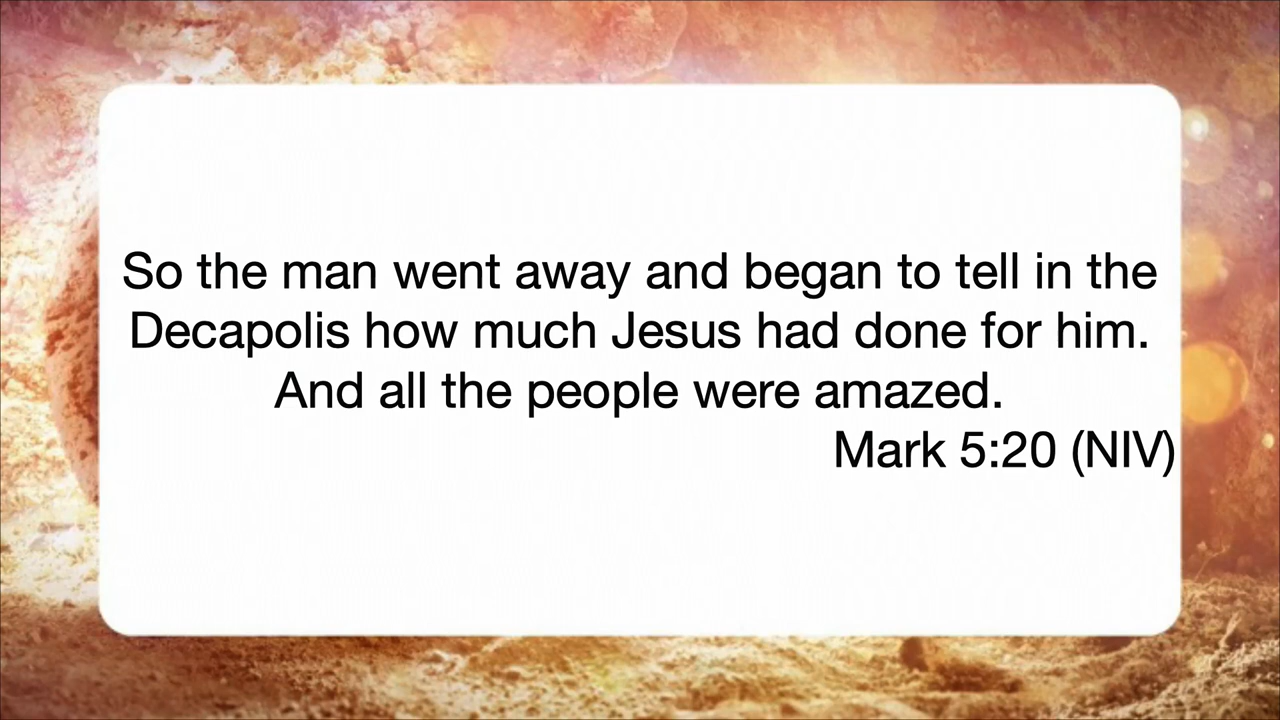 So the man went away and began to tell in the
Decapolis how much Jesus had done for him.
And all the people were amazed.
Mark 5:20 (NIV)